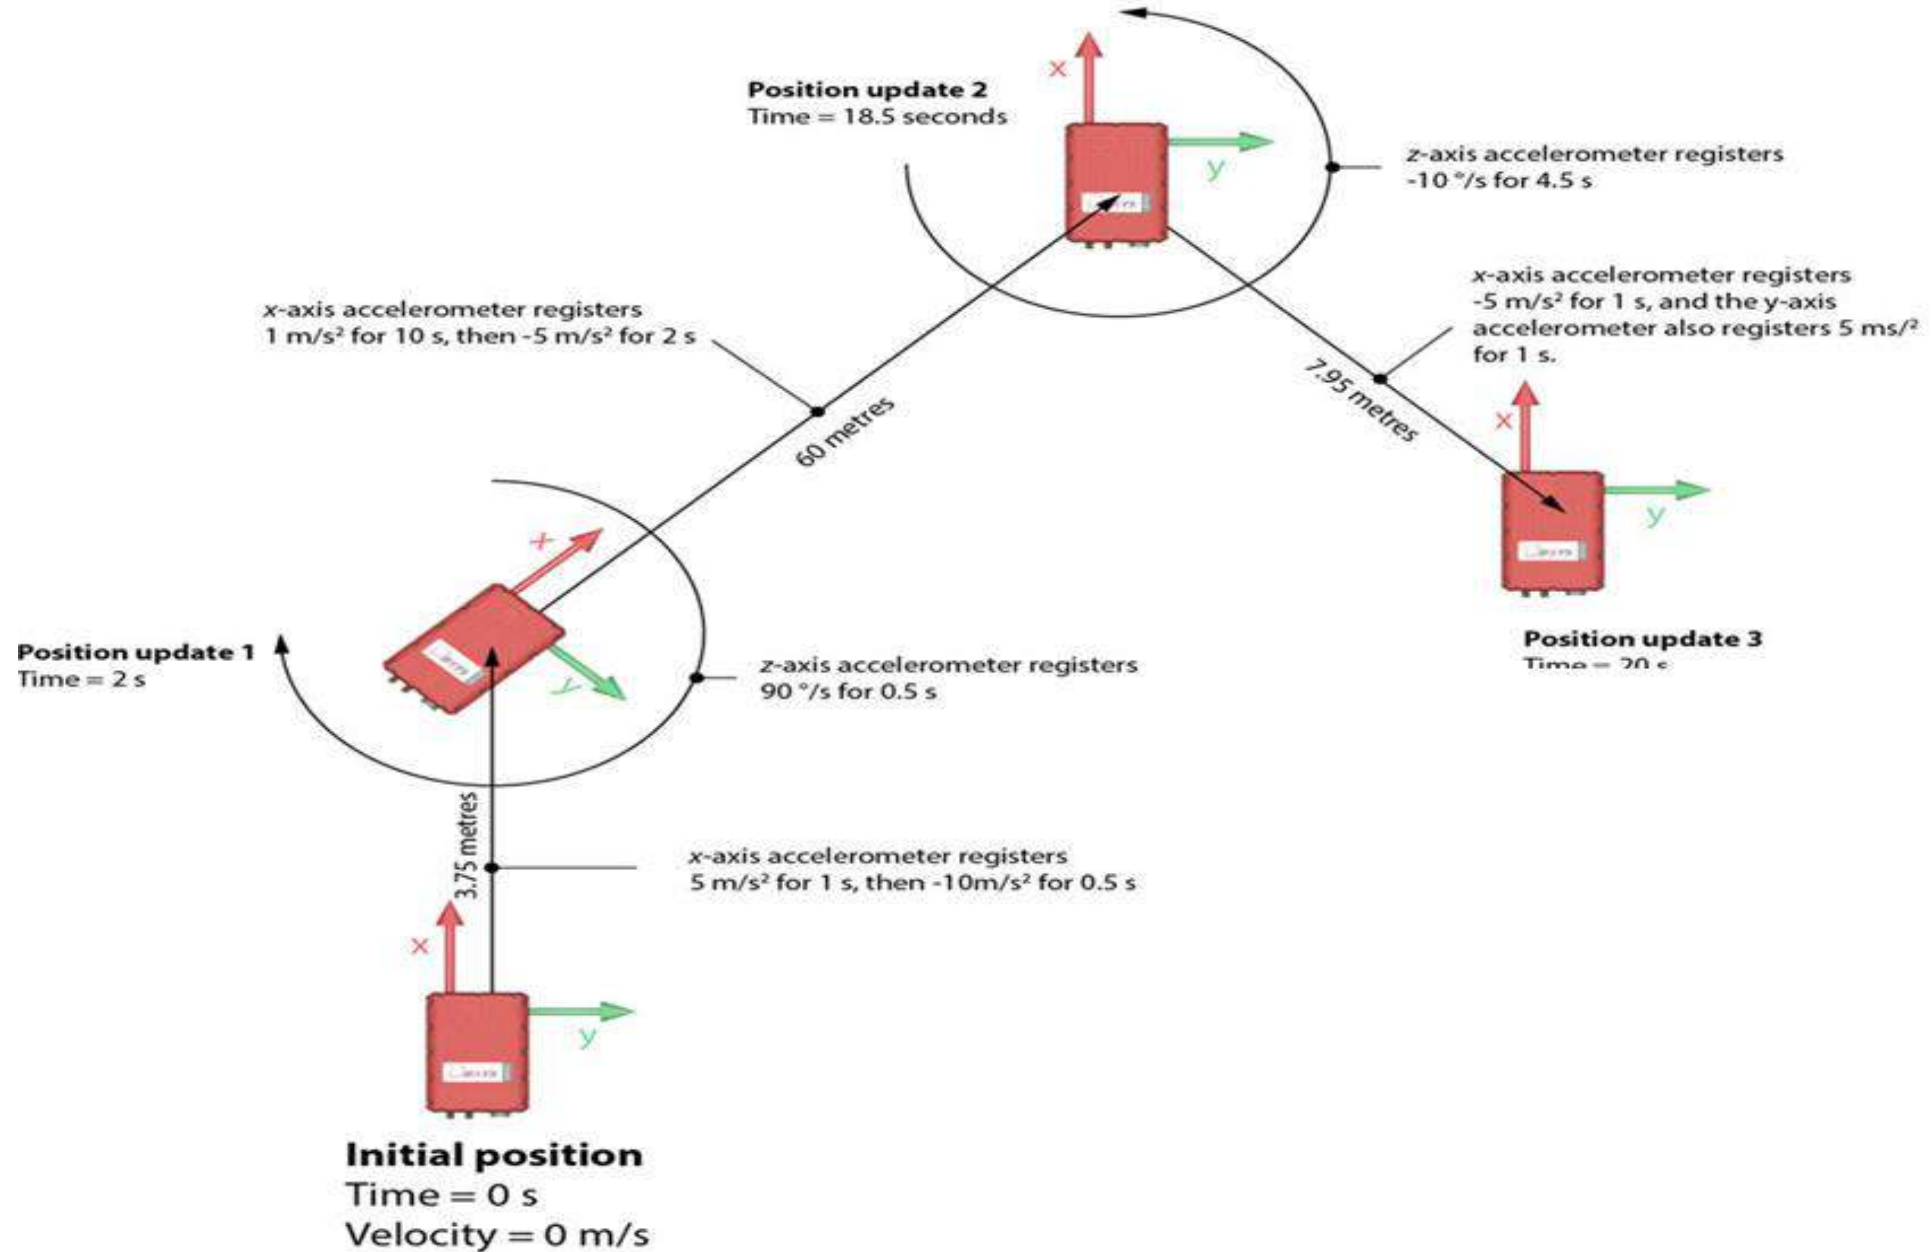 Position update 2
Time = 18.5 seconds
x
y
z-axis accelerometer registers
-10 °/s for 4.5 s
x-axis accelerometer registers
-5 m/s² for 1 s, and the y-axis
accelerometer also registers 5 ms/²
for 1 s.
x-axis accelerometer registers
1 m/s² for 10 s, then -5 m/s² for 2 s
60 metres
7.95 metres
x
y
Position update 3
Time = 20 s
x
y
Position update 1
Time = 2 s
z-axis accelerometer registers
90 °/s for 0.5 s
3.75 metres
x-axis accelerometer registers
5 m/s² for 1 s, then -10m/s² for 0.5 s
x
y
Initial position
Time = 0 s
Velocity = 0 m/s